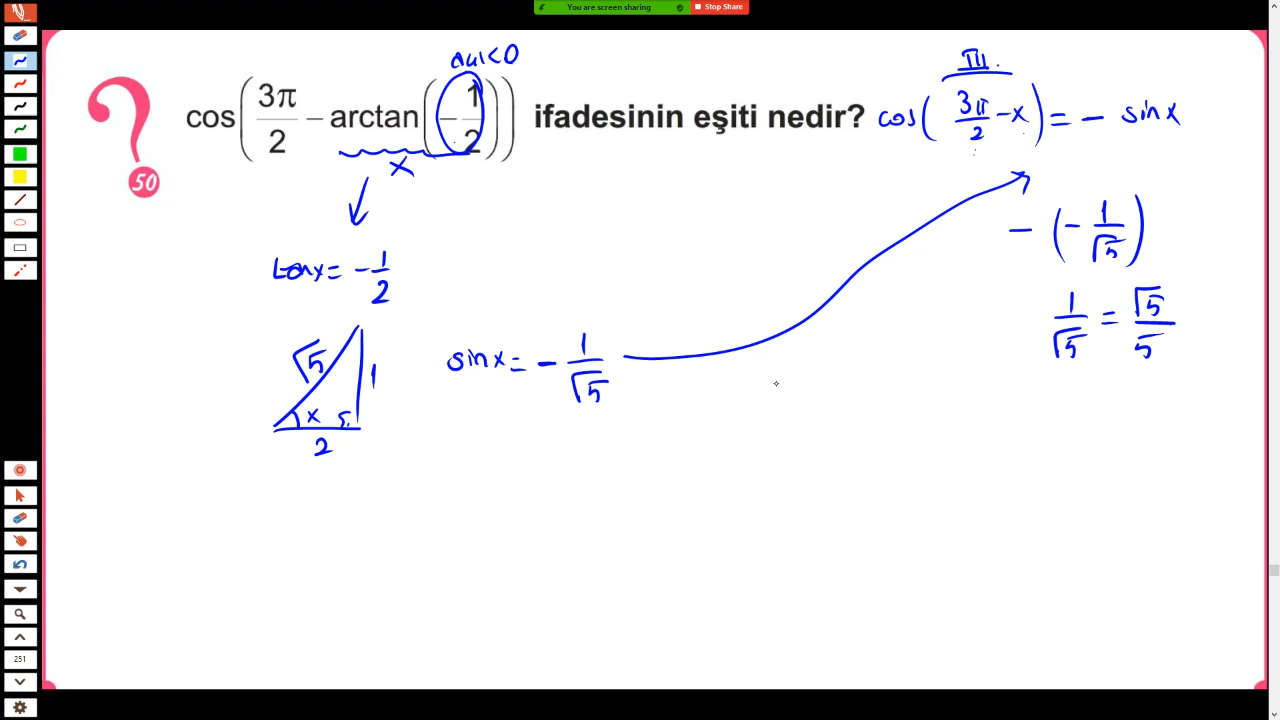 You are screen sharing Stop Share
açı<0
cos(3π/2 – arctan(–1/2)) ifadesinin eşiti nedir?
50
x
III.
cos(3π/2 - x) = - sinx
tanx = -1/2
- (-1/√5)
1/√5 = √5/5
sinx = - 1/√5
√5
1
x
2
251